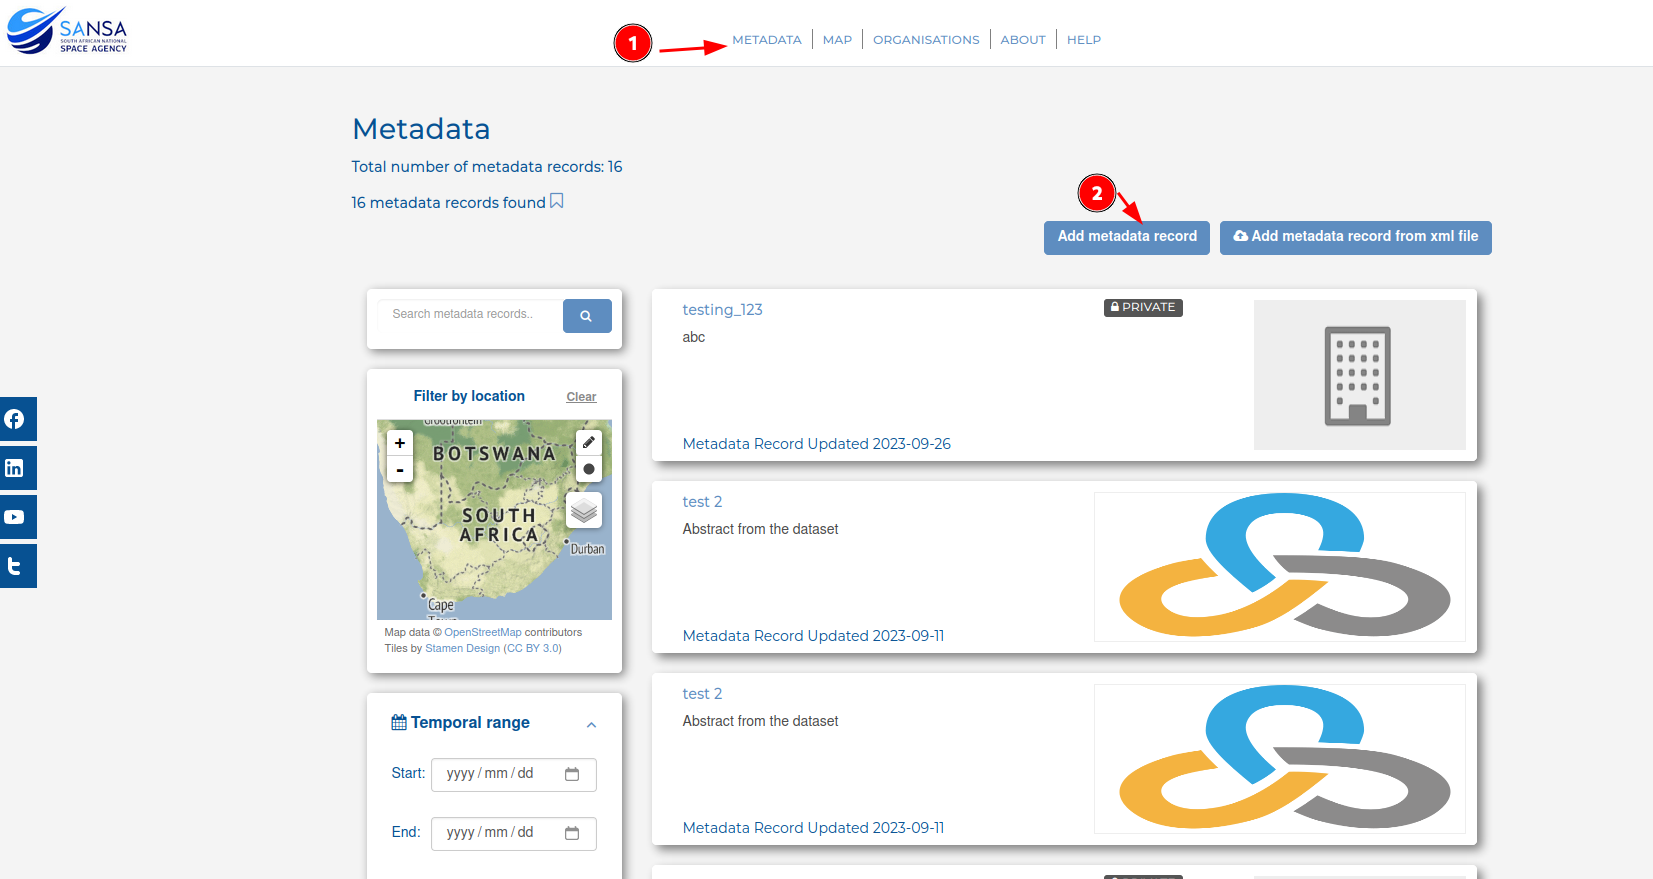 SANSA
SOUTH AFRICAN NATIONAL
SPACE AGENCY
1
METADATA
MAP
ORGANISATIONS
ABOUT
HELP
Metadata
Total number of metadata records: 16
16 metadata records found
2
Add metadata record
Add metadata record from xml file
Search metadata records..
Filter by location
Clear
Grootfontein
+
-
BOTSWANA
SOUTH
AFRICA
Durban
Cape
Town
Map data © OpenStreetMap contributors
Tiles by Stamen Design (CC BY 3.0)
Temporal range
Start:
yyyy / mm / dd
End:
yyyy / mm / dd
testing_123
PRIVATE
abc
Metadata Record Updated 2023-09-26
test 2
Abstract from the dataset
Metadata Record Updated 2023-09-11
test 2
Abstract from the dataset
Metadata Record Updated 2023-09-11